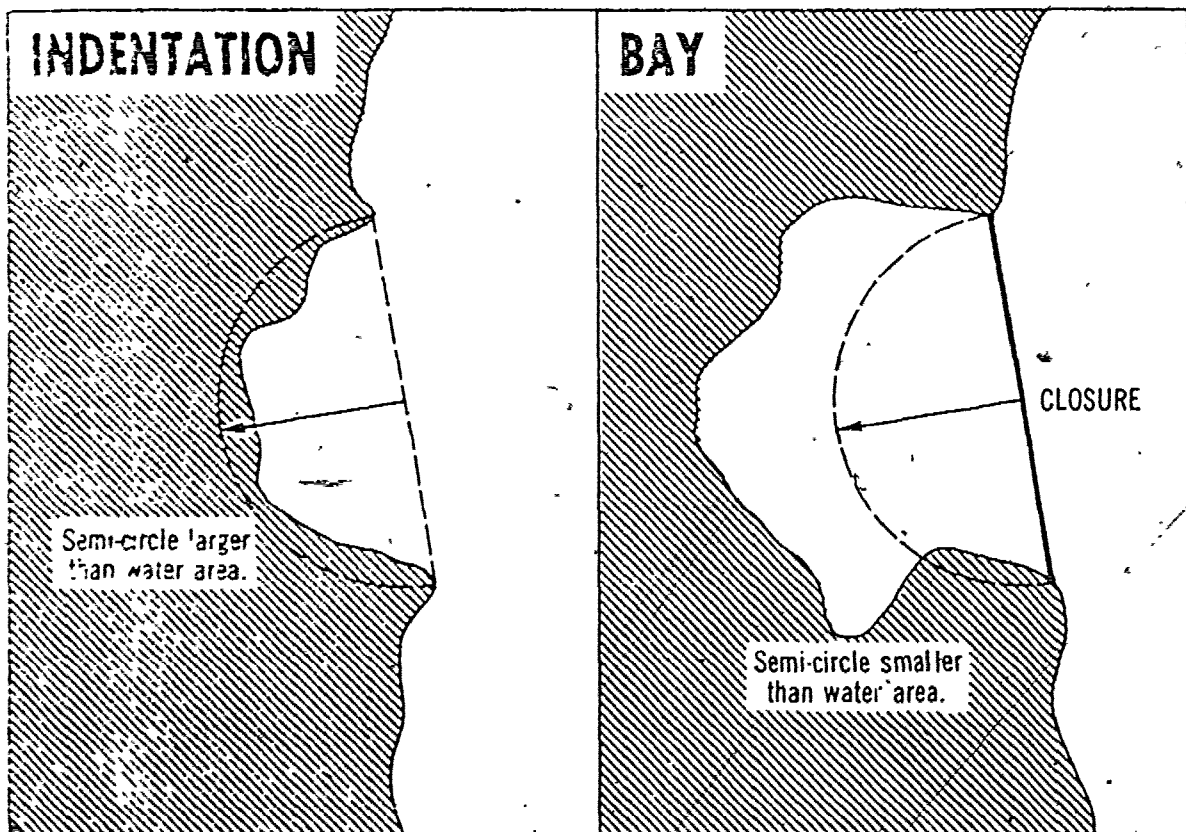 INDENTATION
Semi-circle larger
than water area.
BAY
CLOSURE
Semi-circle smaller
than water area.